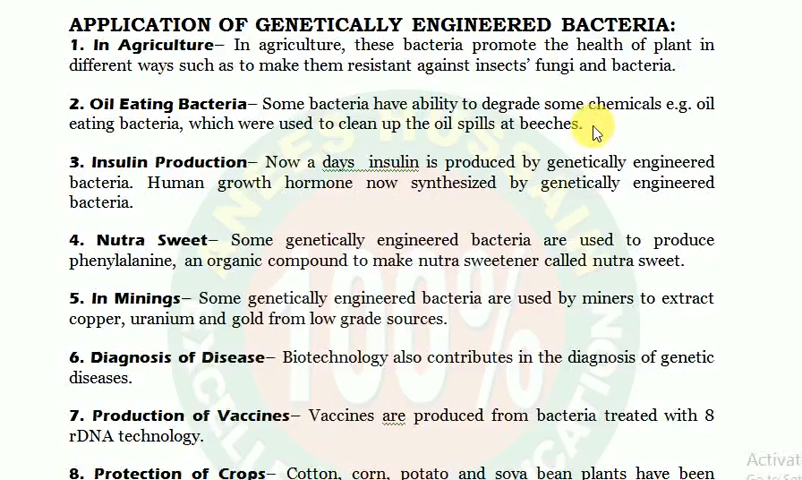 APPLICATION OF GENETICALLY ENGINEERED BACTERIA:
1. In Agriculture– In agriculture, these bacteria promote the health of plant in
different ways such as to make them resistant against insects’ fungi and bacteria.
2. Oil Eating Bacteria– Some bacteria have ability to degrade some chemicals e.g. oil
eating bacteria, which were used to clean up the oil spills at beeches.
3. Insulin Production– Now a days insulin is produced by genetically engineered
bacteria. Human growth hormone now synthesized by genetically engineered
bacteria.
4. Nutra Sweet– Some genetically engineered bacteria are used to produce
phenylalanine, an organic compound to make nutra sweetener called nutra sweet.
5. In Minings– Some genetically engineered bacteria are used by miners to extract
copper, uranium and gold from low grade sources.
6. Diagnosis of Disease– Biotechnology also contributes in the diagnosis of genetic
diseases.
7. Production of Vaccines– Vaccines are produced from bacteria treated with 8
rDNA technology.
8. Protection of Crops– Cotton, corn, potato and soya bean plants have been
ANEES HUSSAIN
100%
Activat